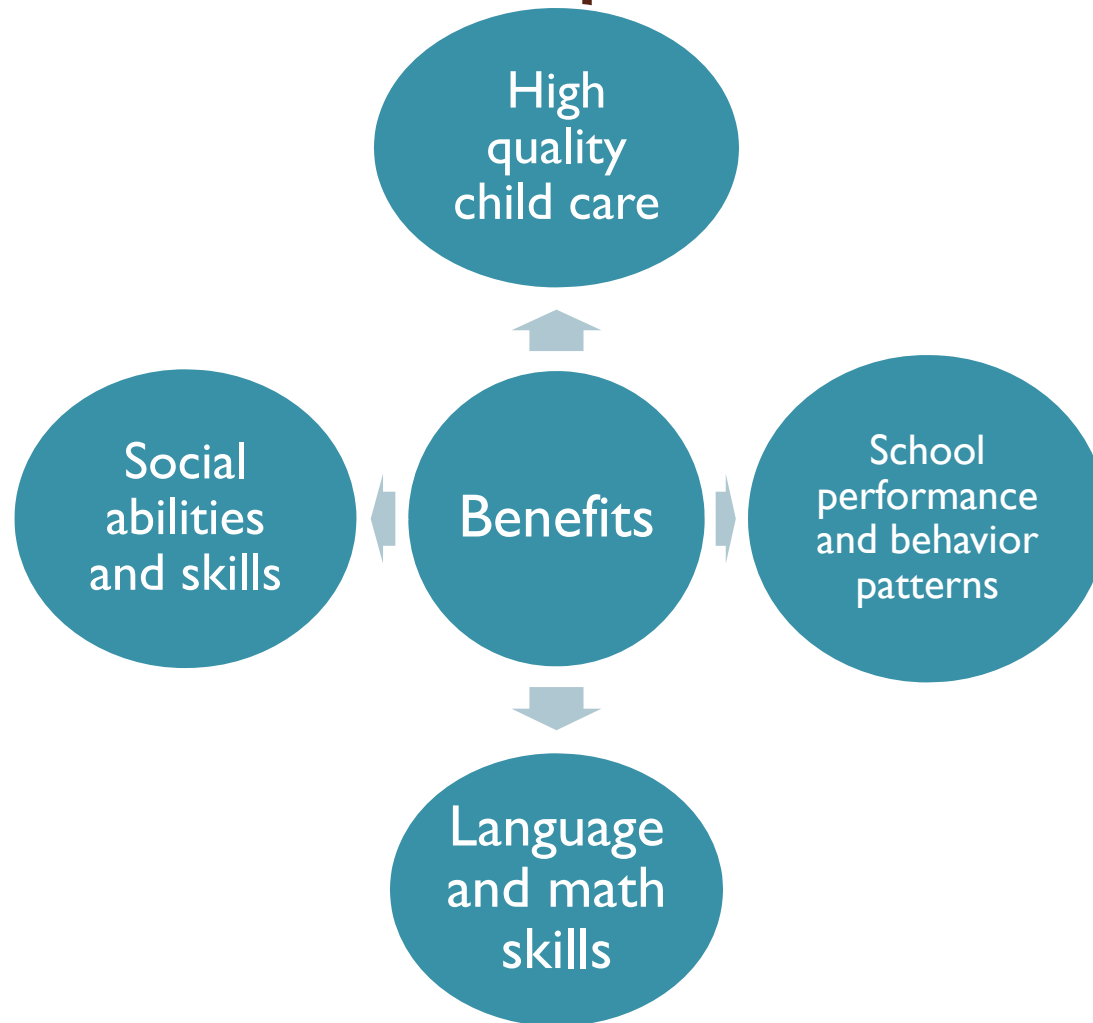 High
quality
child care
Social
abilities
and skills
Benefits
School
performance
and behavior
patterns
Language
and math
skills